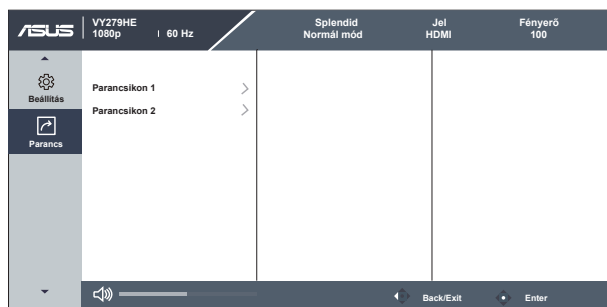 ASUS
VY279HE
1080p 60 Hz
Splendid
Normál mód
Jel
HDMI
Fényerő
100
Beállítás
Parancs
Parancsikon 1
Parancsikon 2
Back/Exit
Enter